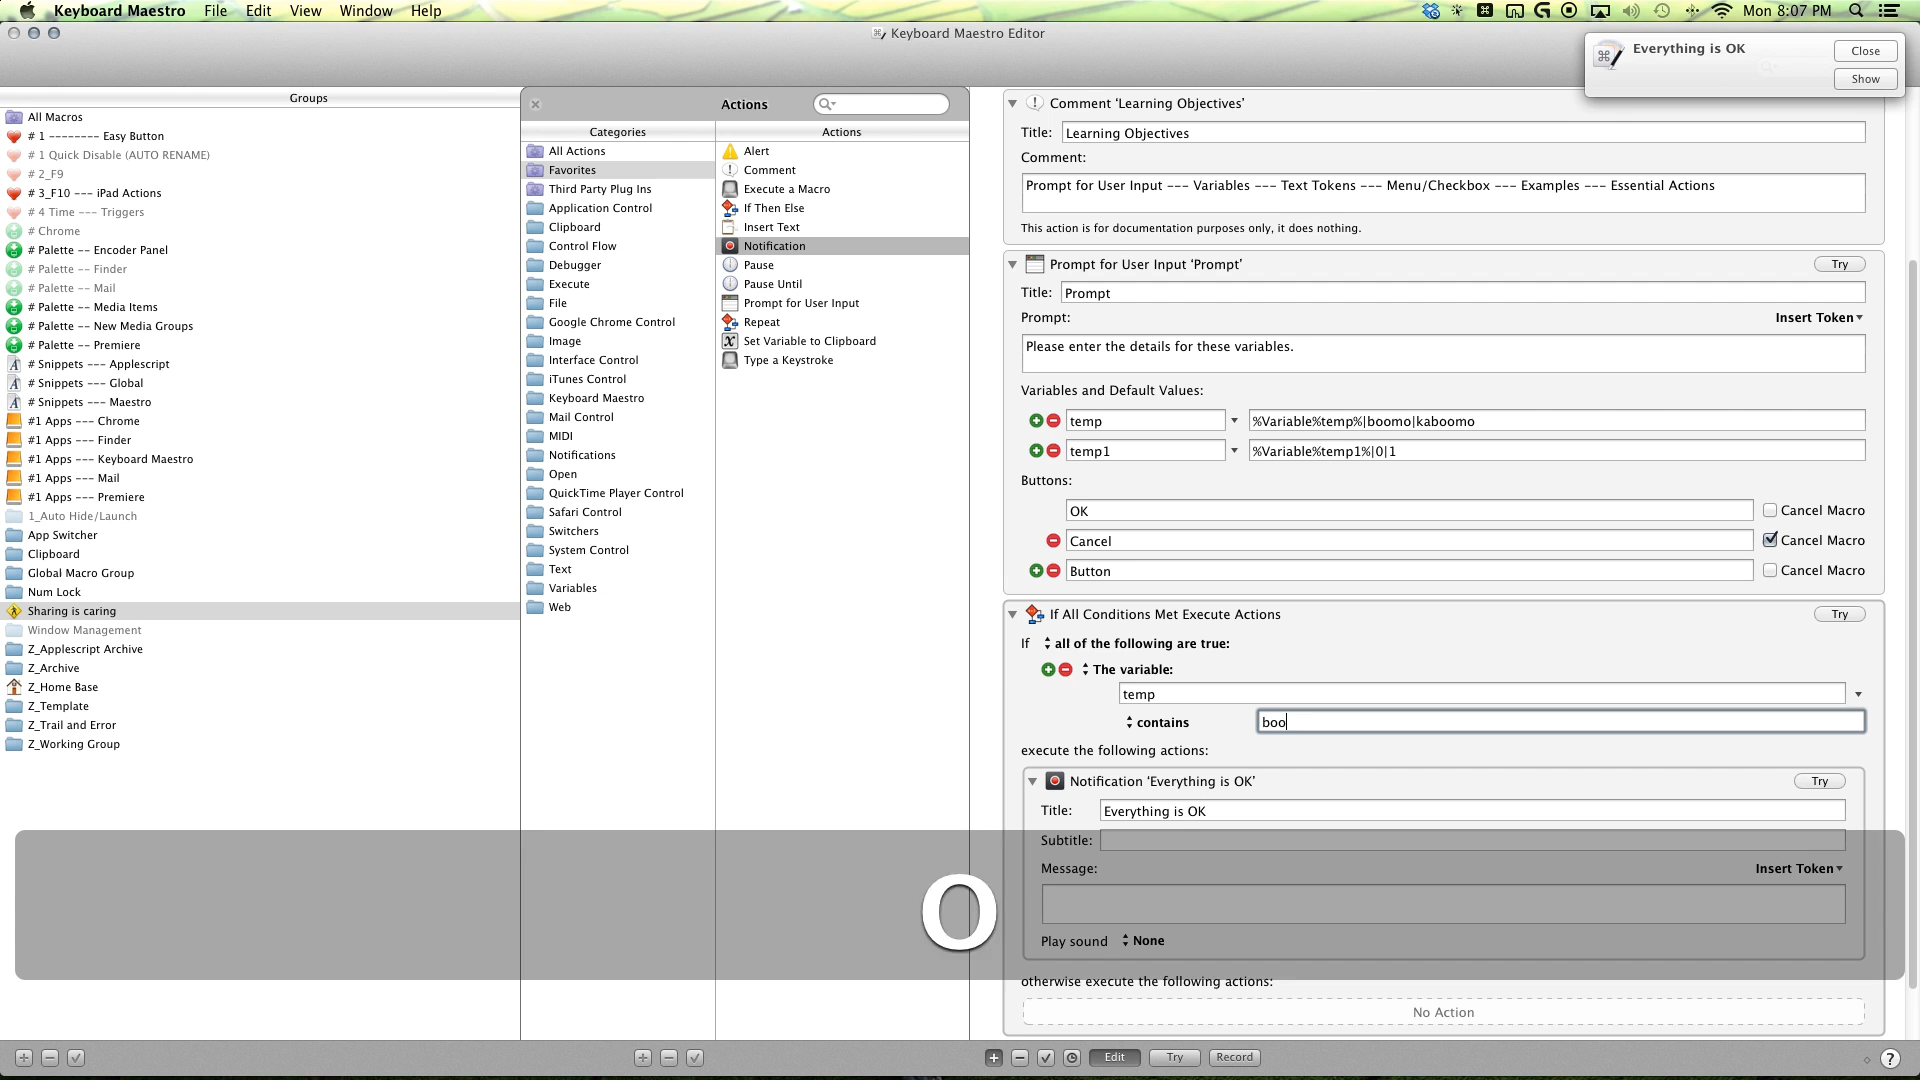 Keyboard Maestro File Edit View Window Help Mon 8:07 PM
Keyboard Maestro Editor
Everything is OK
Close
Show
Groups
All Macros
# 1 -------- Easy Button
# 1 Quick Disable (AUTO RENAME)
# 2_F9
# 3_F10 --- iPad Actions
# 4 Time --- Triggers
# Chrome
# Palette -- Encoder Panel
# Palette -- Finder
# Palette -- Mail
# Palette -- Media Items
# Palette -- New Media Groups
# Palette -- Premiere
# Snippets --- Applescript
# Snippets --- Global
# Snippets --- Maestro
#1 Apps --- Chrome
#1 Apps --- Finder
#1 Apps --- Keyboard Maestro
#1 Apps --- Mail
#1 Apps --- Premiere
1_Auto Hide/Launch
App Switcher
Clipboard
Global Macro Group
Num Lock
Sharing is caring
Window Management
Z_Applescript Archive
Z_Archive
Z_Home Base
Z_Template
Z_Trail and Error
Z_Working Group
Actions
Categories
All Actions
Favorites
Third Party Plug Ins
Application Control
Clipboard
Control Flow
Debugger
Execute
File
Google Chrome Control
Image
Interface Control
iTunes Control
Keyboard Maestro
Mail Control
MIDI
Notifications
Open
QuickTime Player Control
Safari Control
Switchers
System Control
Text
Variables
Web
Actions
Alert
Comment
Execute a Macro
If Then Else
Insert Text
Notification
Pause
Pause Until
Prompt for User Input
Repeat
Set Variable to Clipboard
Type a Keystroke
Comment ‘Learning Objectives’
Title: Learning Objectives
Comment:
Prompt for User Input --- Variables --- Text Tokens --- Menu/Checkbox --- Examples --- Essential Actions
This action is for documentation purposes only, it does nothing.
Prompt for User Input ‘Prompt’ Try
Title: Prompt
Prompt: Insert Token
Please enter the details for these variables.
Variables and Default Values:
temp %Variable%temp%|boomo|kaboomo
temp1 %Variable%temp1%|0|1
Buttons:
OK Cancel Macro
Cancel Cancel Macro
Button Cancel Macro
If All Conditions Met Execute Actions Try
If all of the following are true:
The variable:
temp
contains boo
execute the following actions:
Notification ‘Everything is OK’ Try
Title: Everything is OK
Subtitle:
Message: Insert Token
O
Play sound None
otherwise execute the following actions:
No Action
Edit Try Record ?